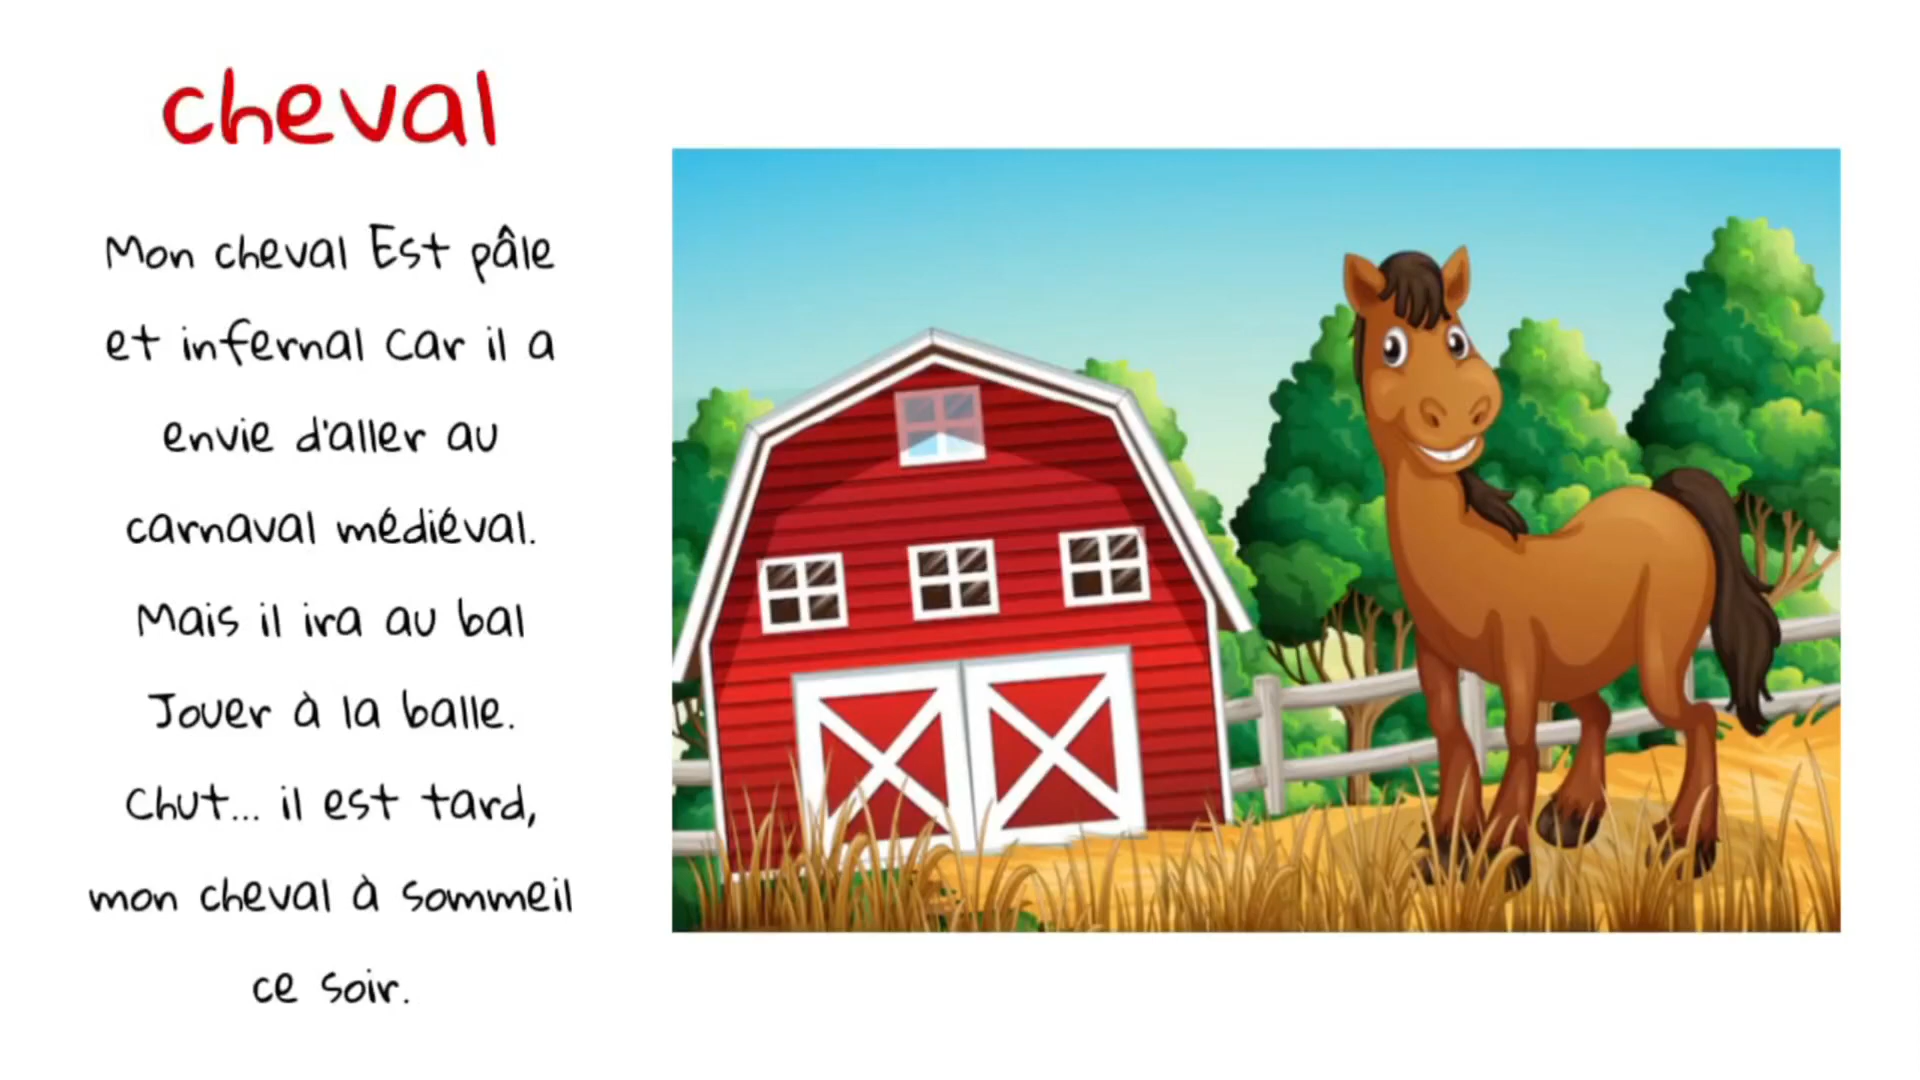 cheval
Mon cheval Est pâle
et infernal Car il a
envie d'aller au
carnaval médiéval.
Mais il ira au bal
Jouer à la balle.
Chut... il est tard,
mon cheval à sommeil
ce soir.